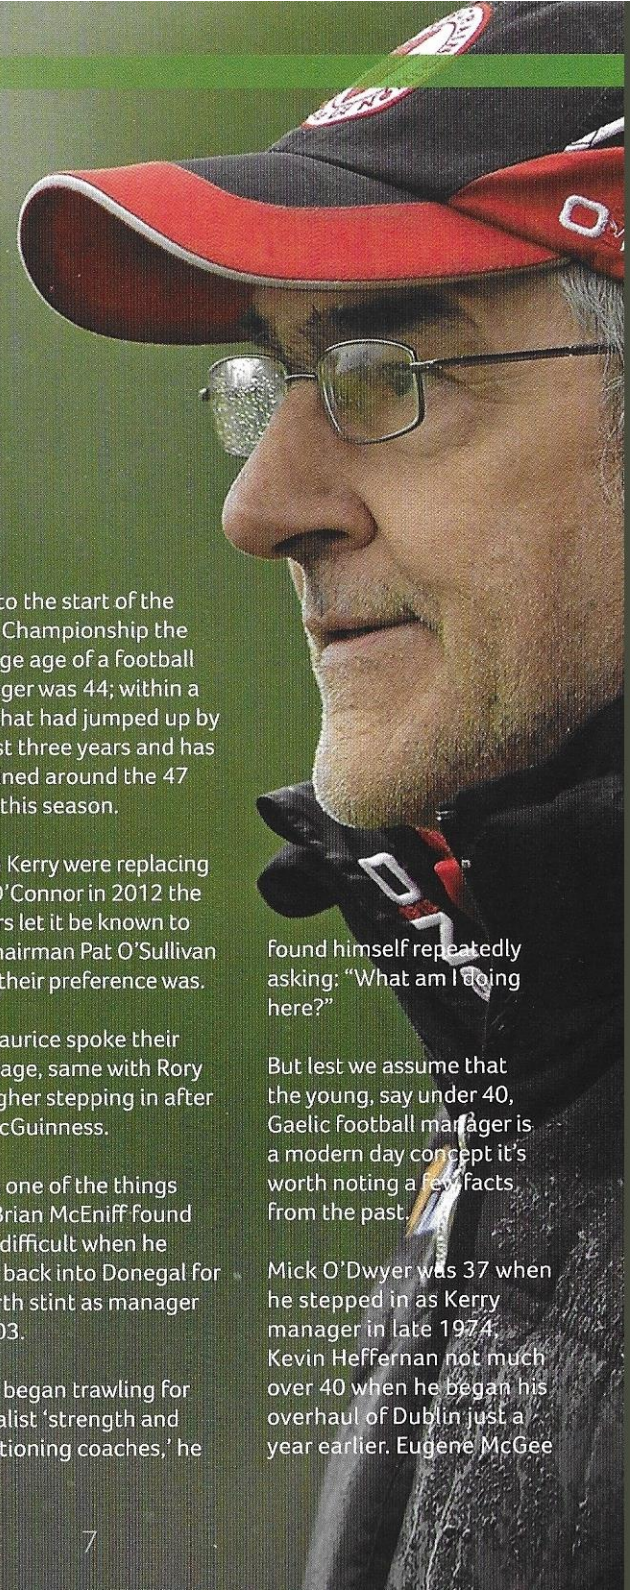 to the start of the
Championship the
ge age of a football
ger was 44; within a
hat had jumped up by
st three years and has
ned around the 47
this season.
Kerry were replacing
O'Connor in 2012 the
rs let it be known to
hairman Pat O'Sullivan
their preference was.
aurice spoke their
age, same with Rory
gher stepping in after
cGuinness.
one of the things
Brian McEniff found
difficult when he
back into Donegal for
rth stint as manager
03.
began trawling for
alist 'strength and
tioning coaches,' he
found himself repeatedly
asking: "What am I doing
here?"
But lest we assume that
the young, say under 40,
Gaelic football manager is
a modern day concept it's
worth noting a few facts
from the past.
Mick O'Dwyer was 37 when
he stepped in as Kerry
manager in late 1974,
Kevin Heffernan not much
over 40 when he began his
overhaul of Dublin just a
year earlier. Eugene McGee
7